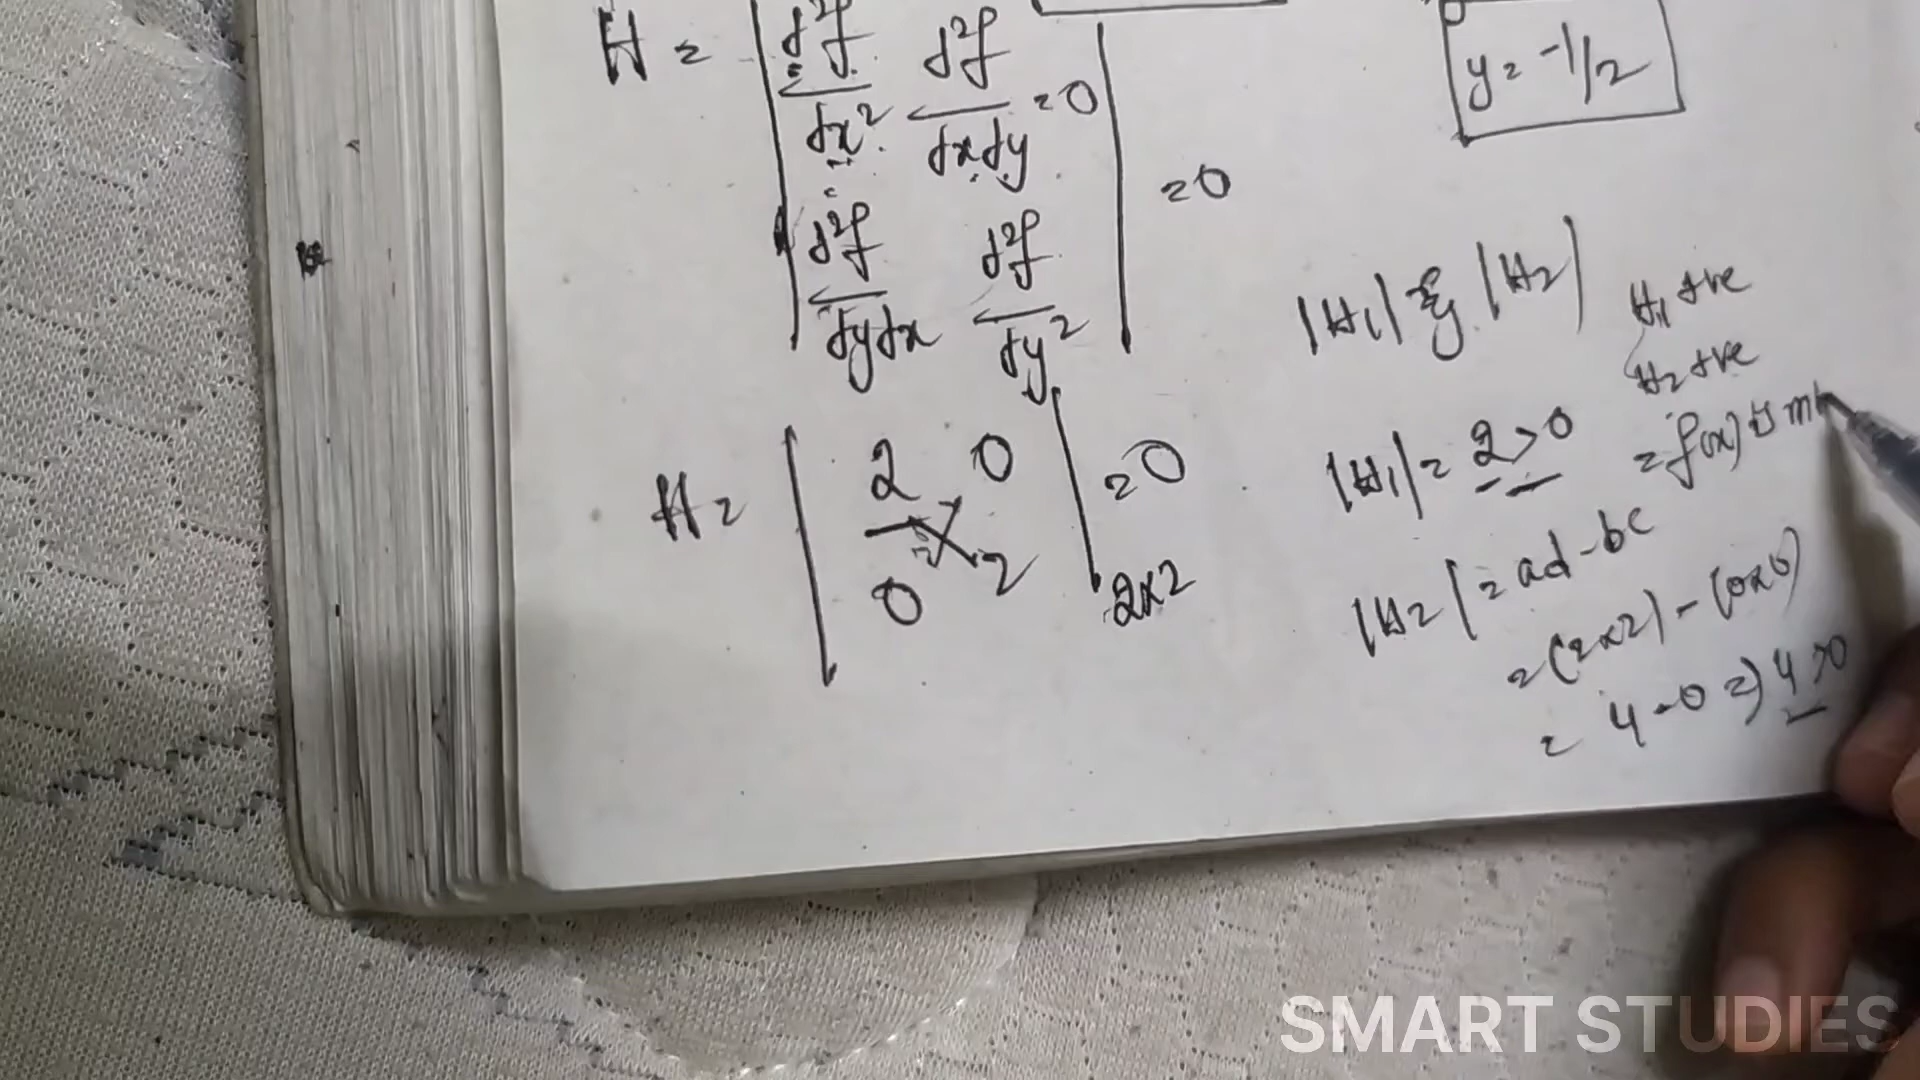 H = | d²f/dx² d²f/dxdy = 0 |
| d²f/dydx d²f/dy² | = 0
y = -1/2
H = | 2 0 | = 0
| 0 2 | 2x2
|H1| & |H2|
H1 +ve
H2 +ve
= f(x) is mi
|H1| = 2 > 0
|H2| = ad - bc
= (2x2) - (0x0)
= 4 - 0 => 4 > 0
SMART STUDIES